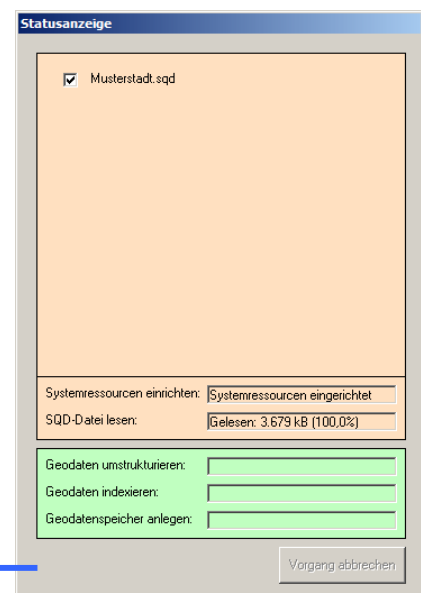 Statusanzeige
Musterstadt.sqd
Systemressourcen einrichten: Systemressourcen eingerichtet
SQD-Datei lesen: Gelesen: 3.679 kB (100,0%)
Geodaten umstrukturieren:
Geodaten indexieren:
Geodatenspeicher anlegen:
Vorgang abbrechen